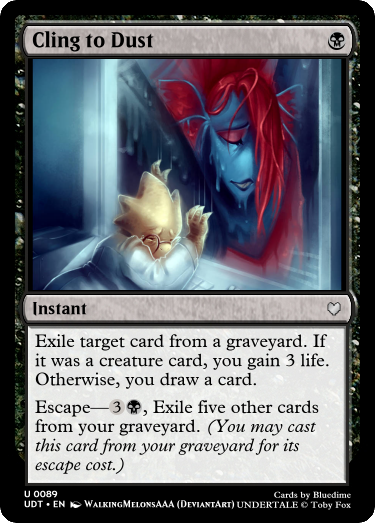 Cling to Dust
Instant
Exile target card from a graveyard. If
it was a creature card, you gain 3 life.
Otherwise, you draw a card.
Escape—3, Exile five other cards
from your graveyard. (You may cast
this card from your graveyard for its
escape cost.)
U 0089
Cards by Bluedime
UDT • EN WalkingMelonsAAA (DeviantArt) UNDERTALE © Toby Fox